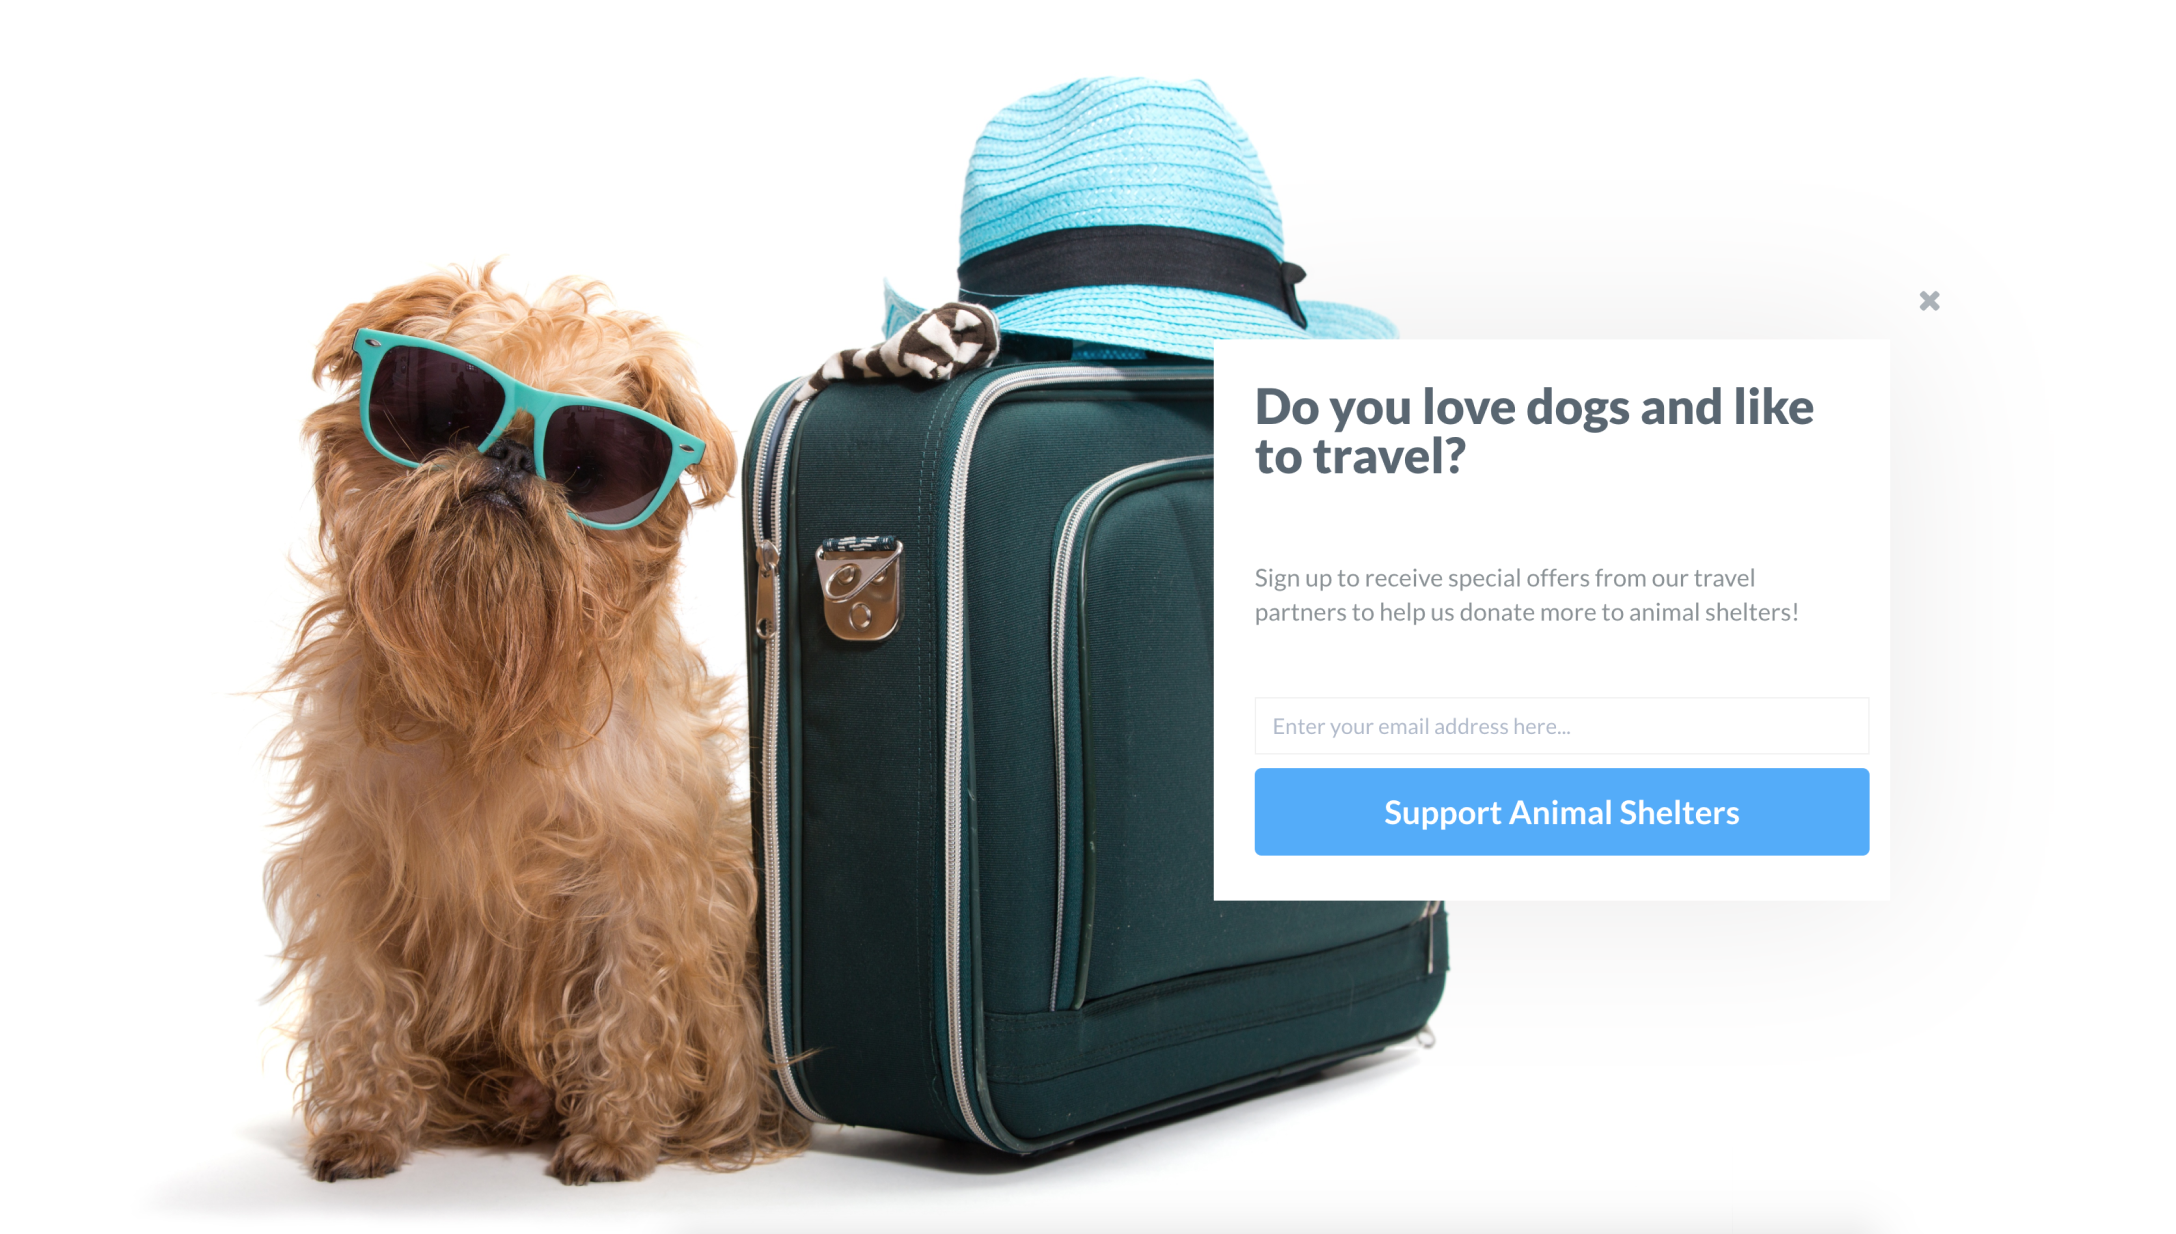 Do you love dogs and like
to travel?
Sign up to receive special offers from our travel
partners to help us donate more to animal shelters!
Enter your email address here...
Support Animal Shelters